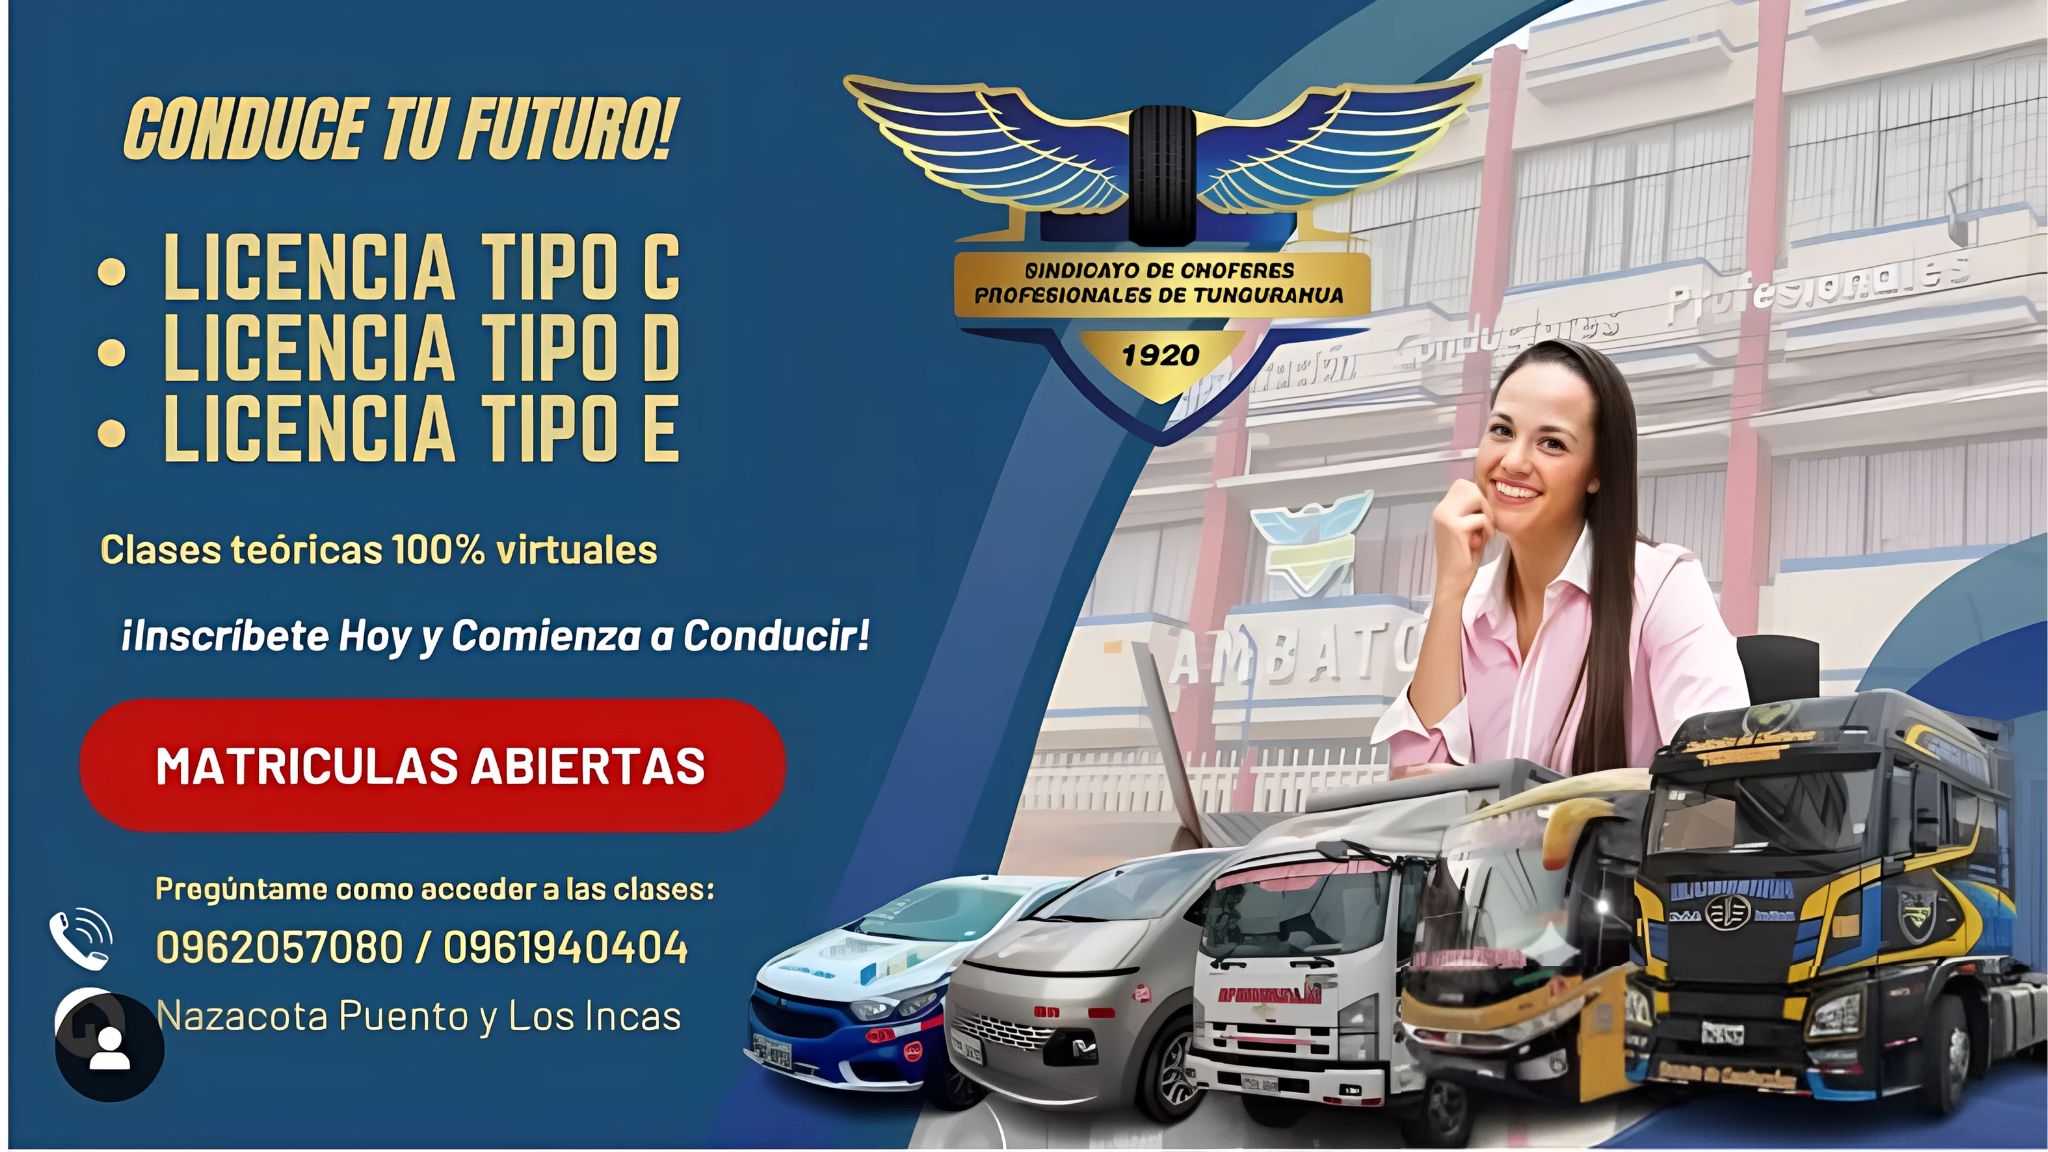 CONDUCE TU FUTURO!
• LICENCIA TIPO C
• LICENCIA TIPO D
• LICENCIA TIPO E
Clases teóricas 100% virtuales
¡Inscríbete Hoy y Comienza a Conducir!
MATRICULAS ABIERTAS
Pregúntame como acceder a las clases:
0962057080 / 0961940404
Nazacota Puento y Los Incas
SINDICATO DE CHOFERES
PROFESIONALES DE TUNGURAHUA
1920
Conductores Profesionales
AMBATO